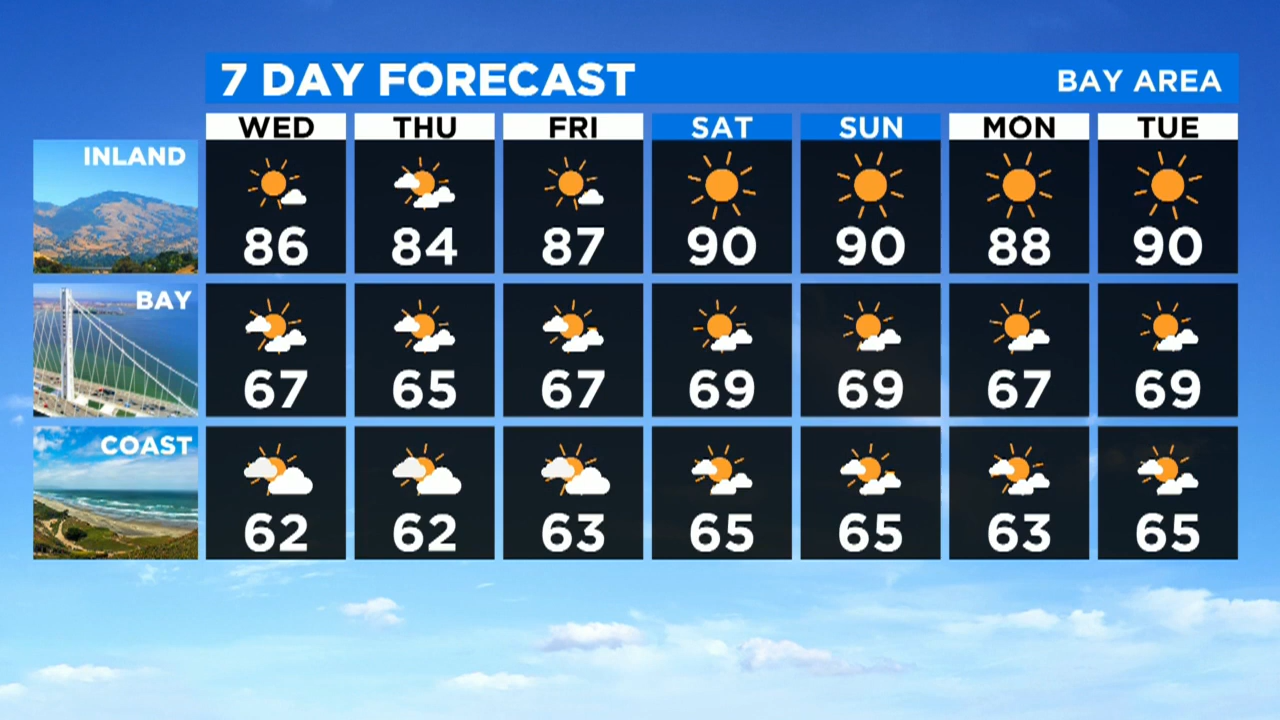 7 DAY FORECAST BAY AREA
WED THU FRI SAT SUN MON TUE
INLAND
86 84 87 90 90 88 90
BAY
67 65 67 69 69 67 69
COAST
62 62 63 65 65 63 65